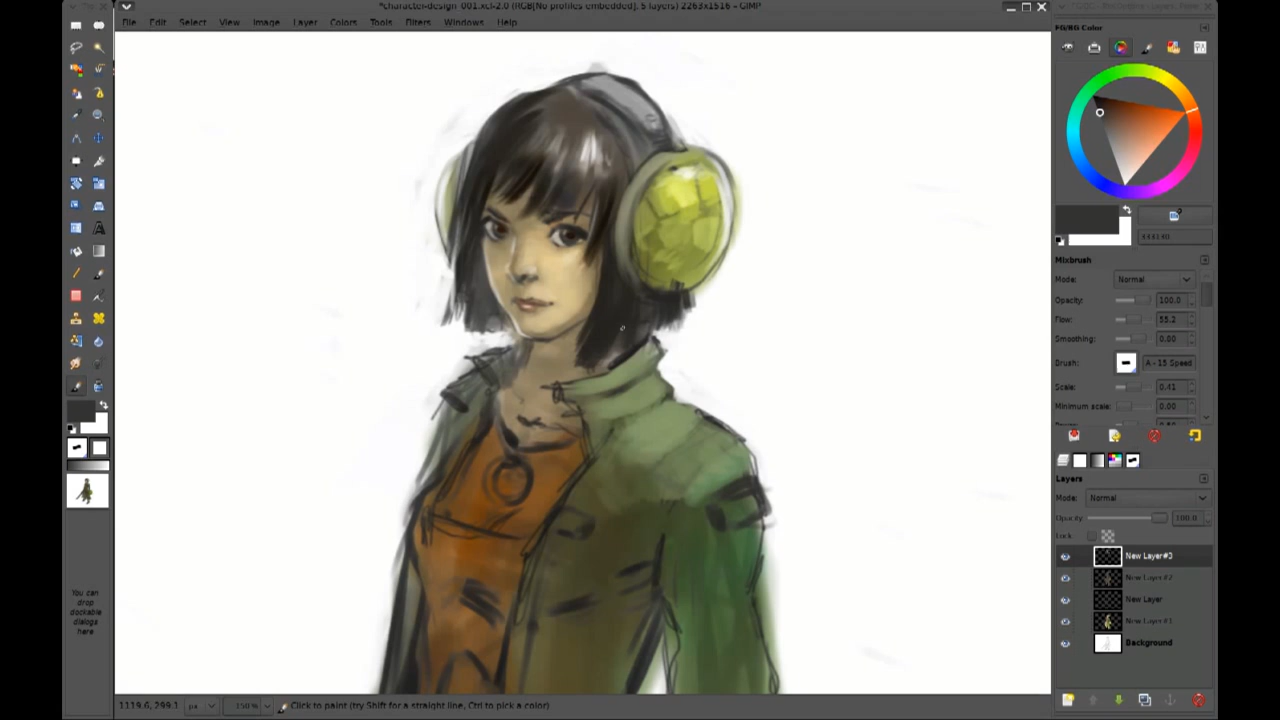 *character-design_001.xcf-2.0 (RGB[No profiles embedded], 5 layers) 2263x1516 – GIMP
File Edit Select View Image Layer Colors Tools Filters Windows Help
FG/BG Color
Mixbrush
Mode: Normal
Opacity: 100.0
Flow: 55.2
Smoothing: 0.00
Brush: A - 15 Speed
Scale: 0.41
Minimum scale: 0.00
Layers
Mode: Normal
Opacity 100.0
Lock:
New Layer#3
New Layer#2
New Layer
New Layer#1
Background
You can
drop
dockable
dialogs
here
1119.6, 299.1 px 150% Click to paint (try Shift for a straight line, Ctrl to pick a color)